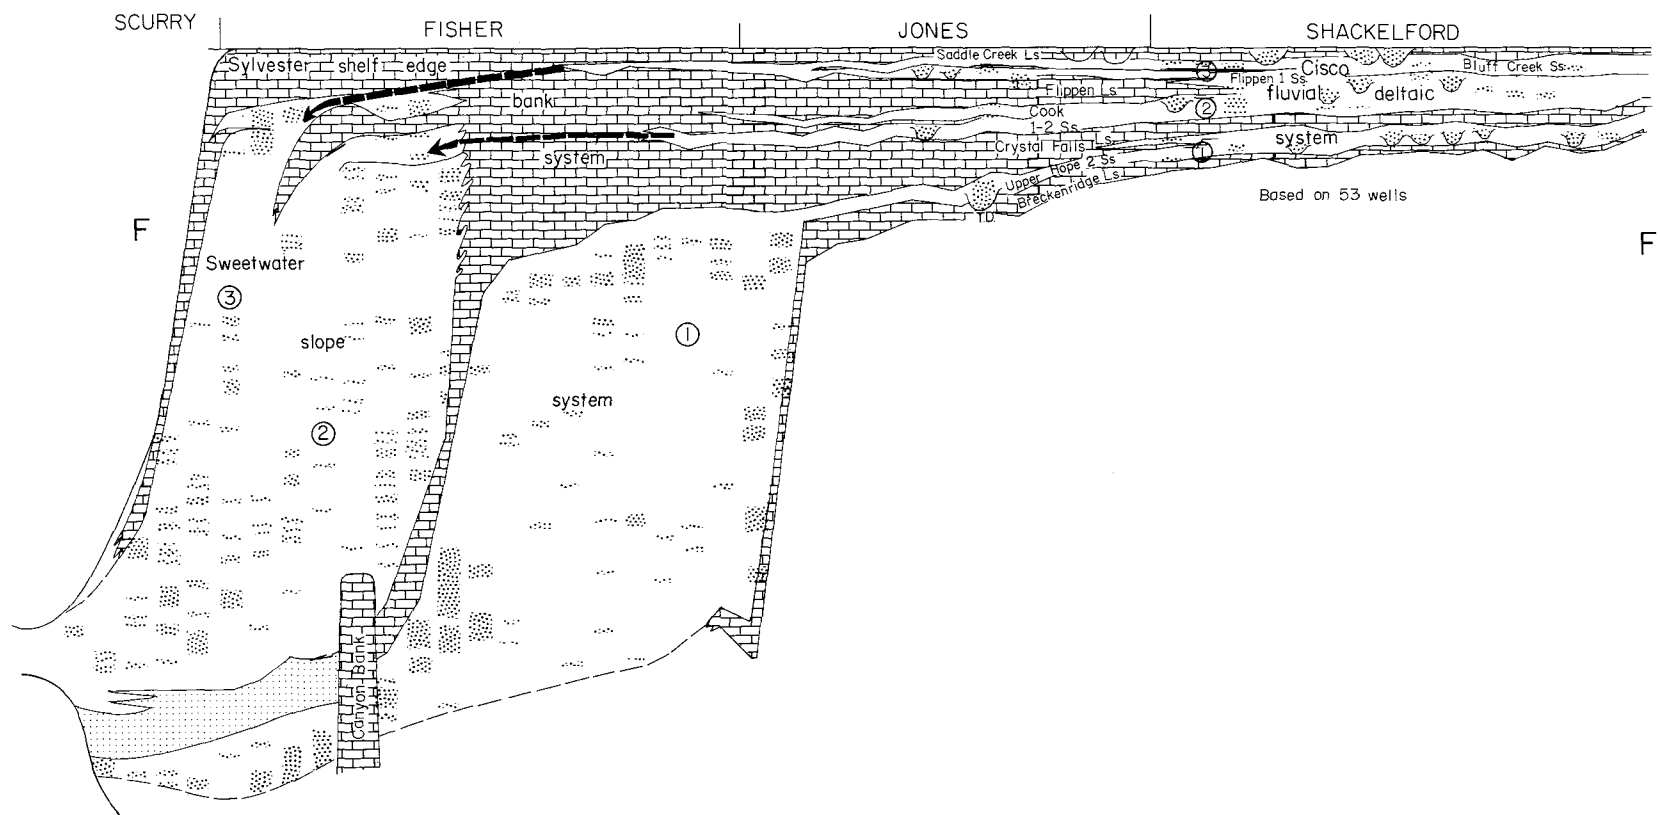 SCURRY
FISHER
JONES
SHACKELFORD
Sylvester shelf edge
bank
system
Saddle Creek Ls
3
Cisco
Bluff Creek Ss
Flippen 1 Ss
Flippen Ls
fluvial
deltaic
2
Cook
1-2 Ss
Crystal Falls Ls
system
1
Upper Hope 2 Ss
Breckenridge Ls
T.D.
Based on 53 wells
F
F
Sweetwater
3
slope
1
system
2
Canyon Bank